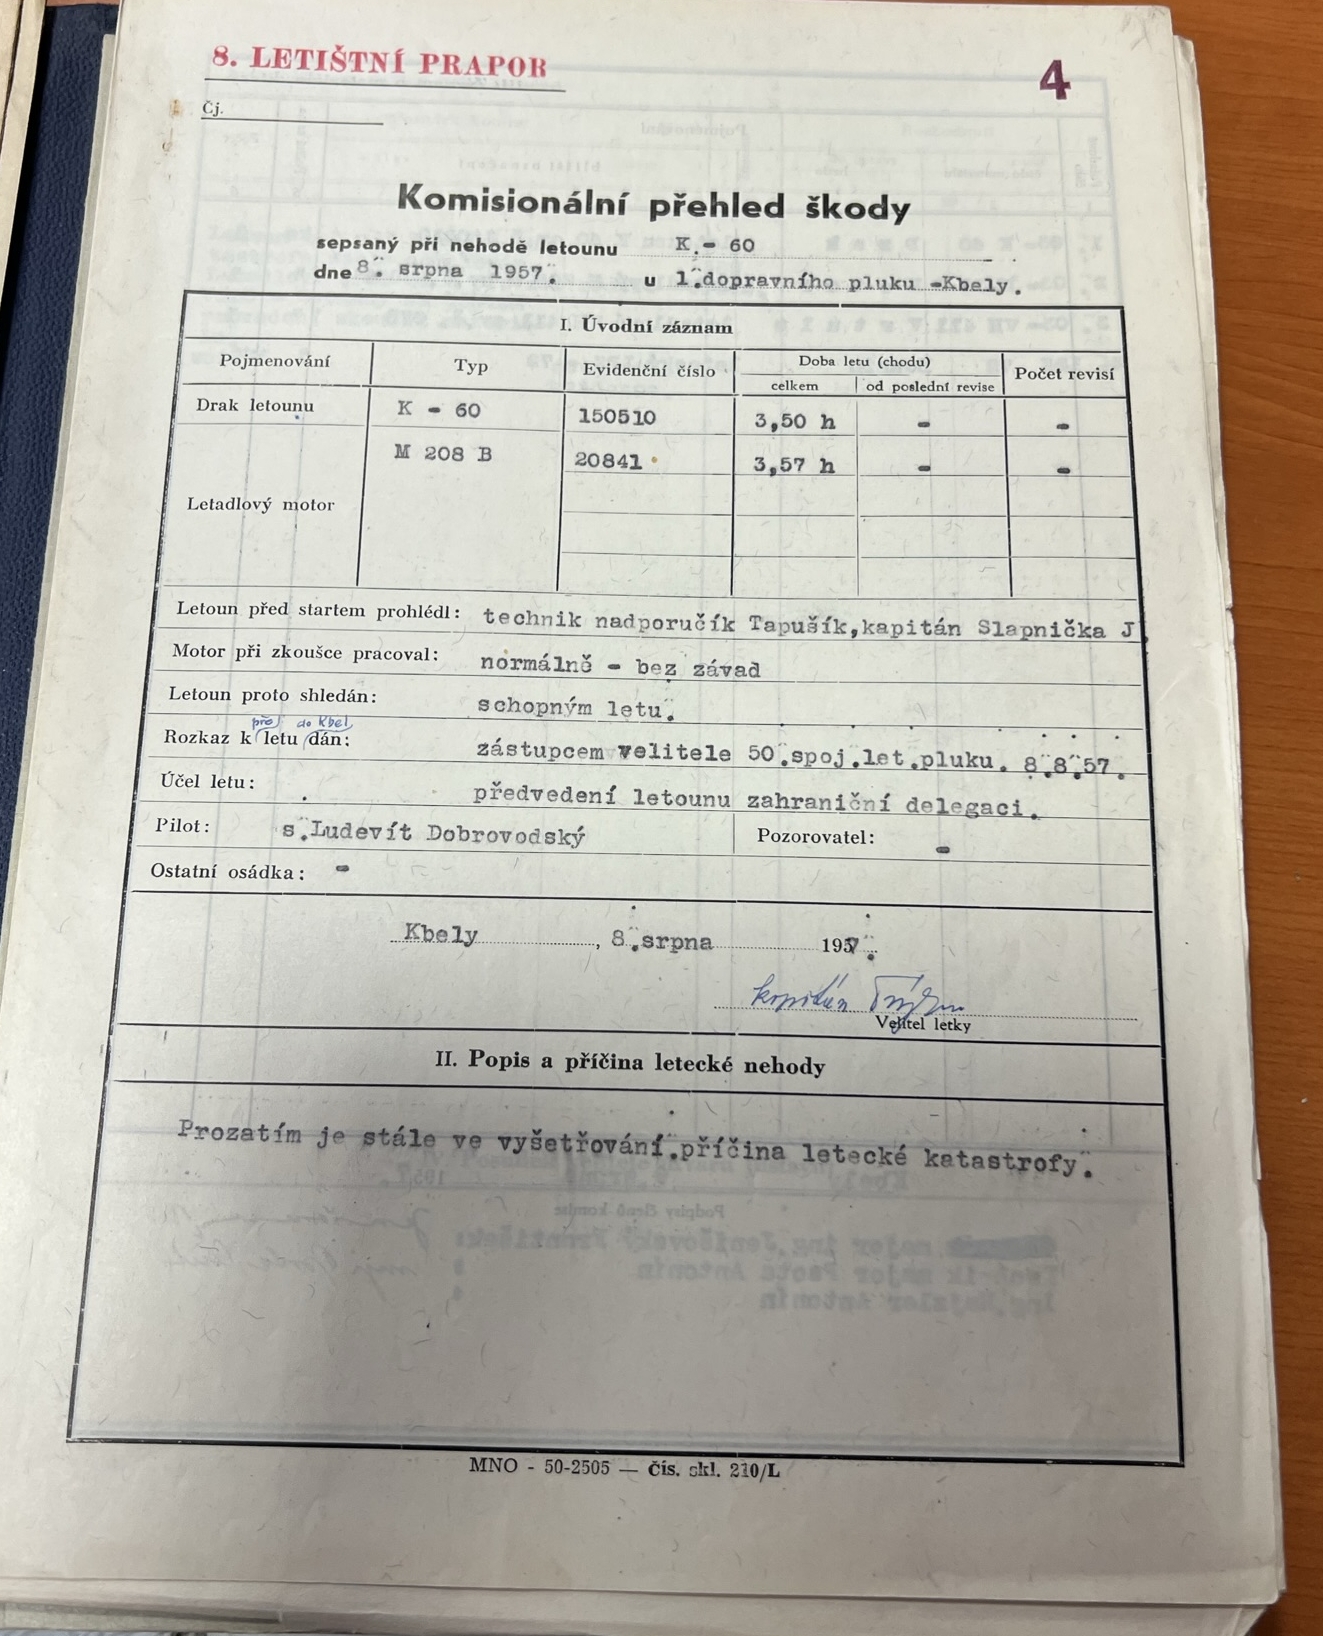 8. LETIŠTNÍ PRAPOR
4
Čj.
Komisionální přehled škody
sepsaný při nehodě letounu K.- 60
dne 8. srpna 1957. u 1. dopravního pluku -Kbely.
I. Úvodní záznam
Pojmenování Typ Evidenční číslo Doba letu (chodu) Počet revisí
celkem od poslední revise
Drak letounu K - 60 150510 3,50 h - -
M 208 B 20841 3,57 h - -
Letadlový motor
Letoun před startem prohlédl: technik nadporučík Tapušík,kapitán Slapnička J.
Motor při zkoušce pracoval: normálně - bez závad
Letoun proto shledán: schopným letu.
před do Kbel
Rozkaz k letu dán: zástupcem velitele 50.spoj.let.pluku. 8.8.57.
Účel letu: předvedení letounu zahraniční delegaci.
Pilot: s.Ludevít Dobrovodský Pozorovatel: -
Ostatní osádka: -
Kbely , 8.srpna 1957.
kapitán
Velitel letky
II. Popis a příčina letecké nehody
Prozatím je stále ve vyšetřování.příčina letecké katastrofy.
MNO - 50-2505 — Čís. skl. 210/L